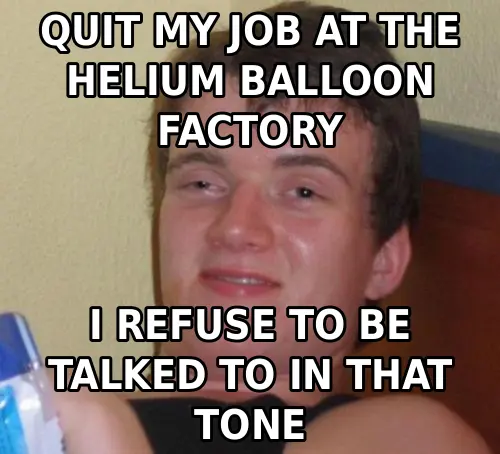 QUIT MY JOB AT THE
HELIUM BALLOON
FACTORY
I REFUSE TO BE
TALKED TO IN THAT
TONE